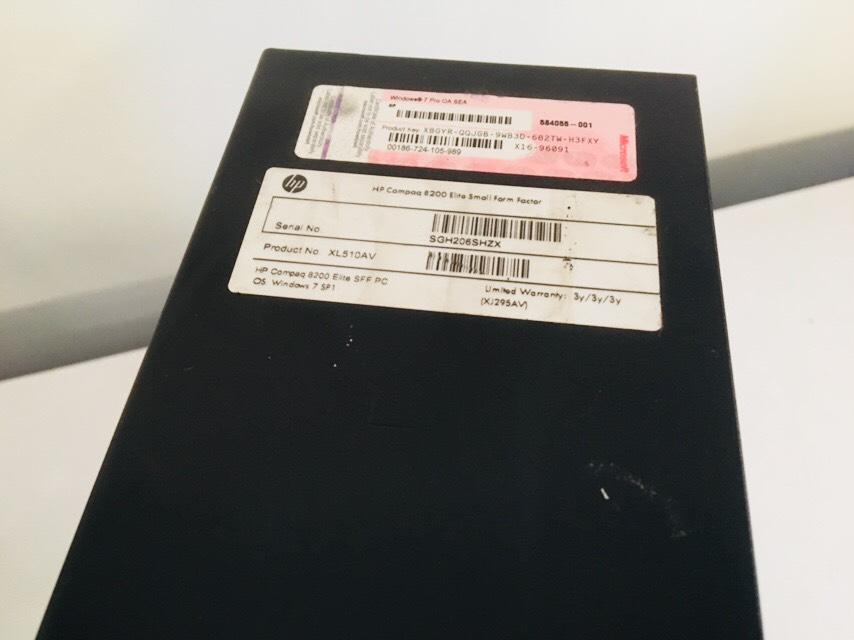 Windows® 7 Pro OA SEA
HP
584055-001
Product Key: XBGYR-QQJGB-9WB3D-682TW-H3FXY
00186-724-105-989
X16-96091
Microsoft
hp
HP Compaq 8200 Elite Small Form Factor
Serial No
SGH206SHZX
Product No XL510AV
HP Compaq 8200 Elite SFF PC
OS: Windows 7 SP1
Limited Warranty: 3y/3y/3y
(XJ295AV)